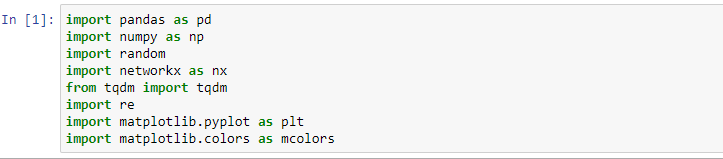 In [1]: import pandas as pd
import numpy as np
import random
import networkx as nx
from tqdm import tqdm
import re
import matplotlib.pyplot as plt
import matplotlib.colors as mcolors